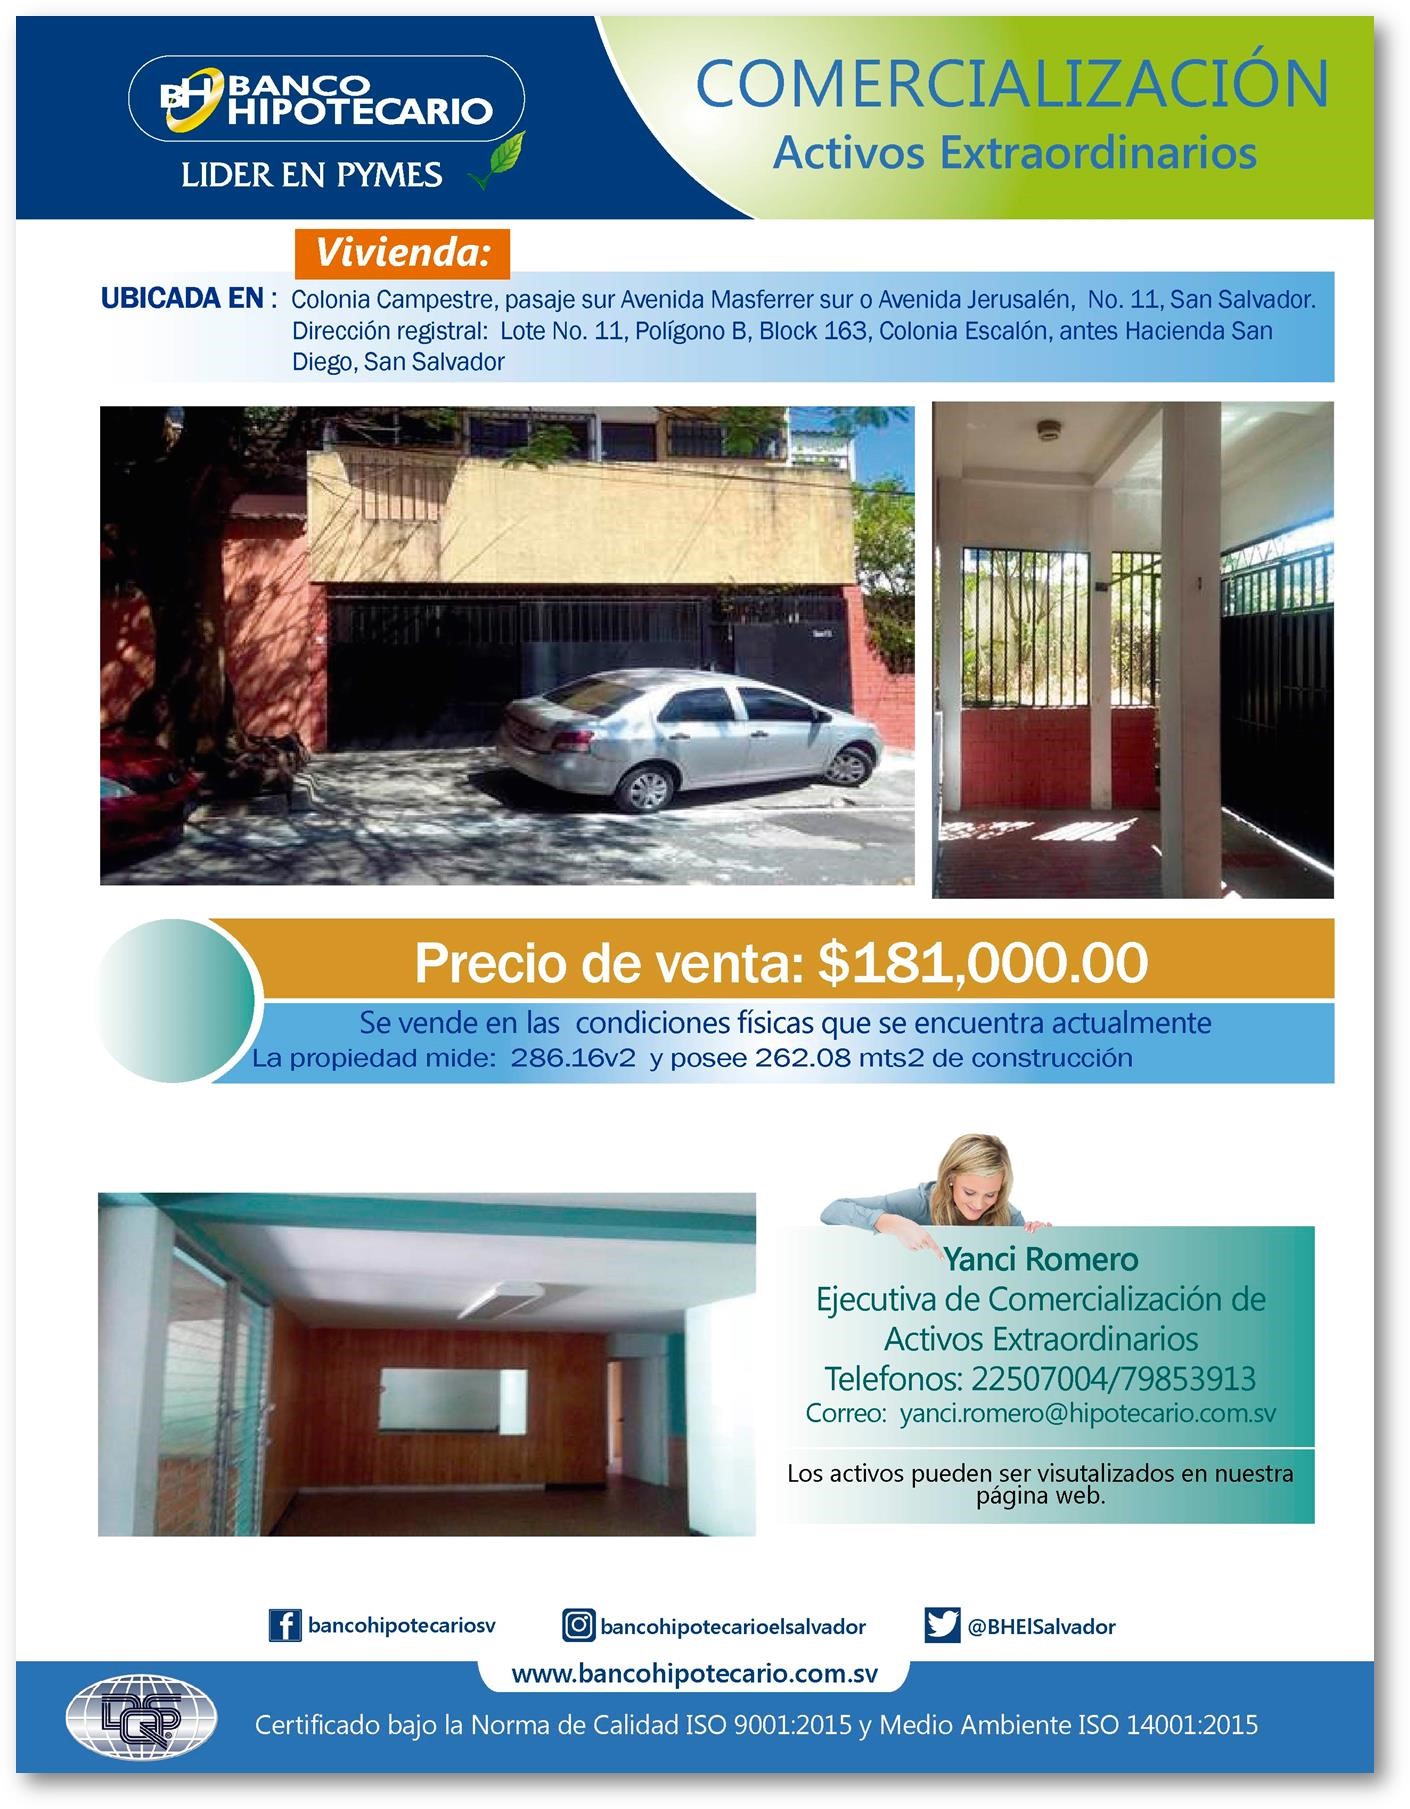 BH BANCO
HIPOTECARIO
LIDER EN PYMES
COMERCIALIZACIÓN
Activos Extraordinarios
Vivienda:
UBICADA EN : Colonia Campestre, pasaje sur Avenida Masferrer sur o Avenida Jerusalén, No. 11, San Salvador.
Dirección registral: Lote No. 11, Polígono B, Block 163, Colonia Escalón, antes Hacienda San
Diego, San Salvador
Precio de venta: $181,000.00
Se vende en las condiciones físicas que se encuentra actualmente
La propiedad mide: 286.16v2 y posee 262.08 mts2 de construcción
Yanci Romero
Ejecutiva de Comercialización de
Activos Extraordinarios
Telefonos: 22507004/79853913
Correo: yanci.romero@hipotecario.com.sv
Los activos pueden ser visutalizados en nuestra
página web.
bancohipotecariosv
bancohipotecarioelsalvador
@BHElSalvador
www.bancohipotecario.com.sv
Certificado bajo la Norma de Calidad ISO 9001:2015 y Medio Ambiente ISO 14001:2015